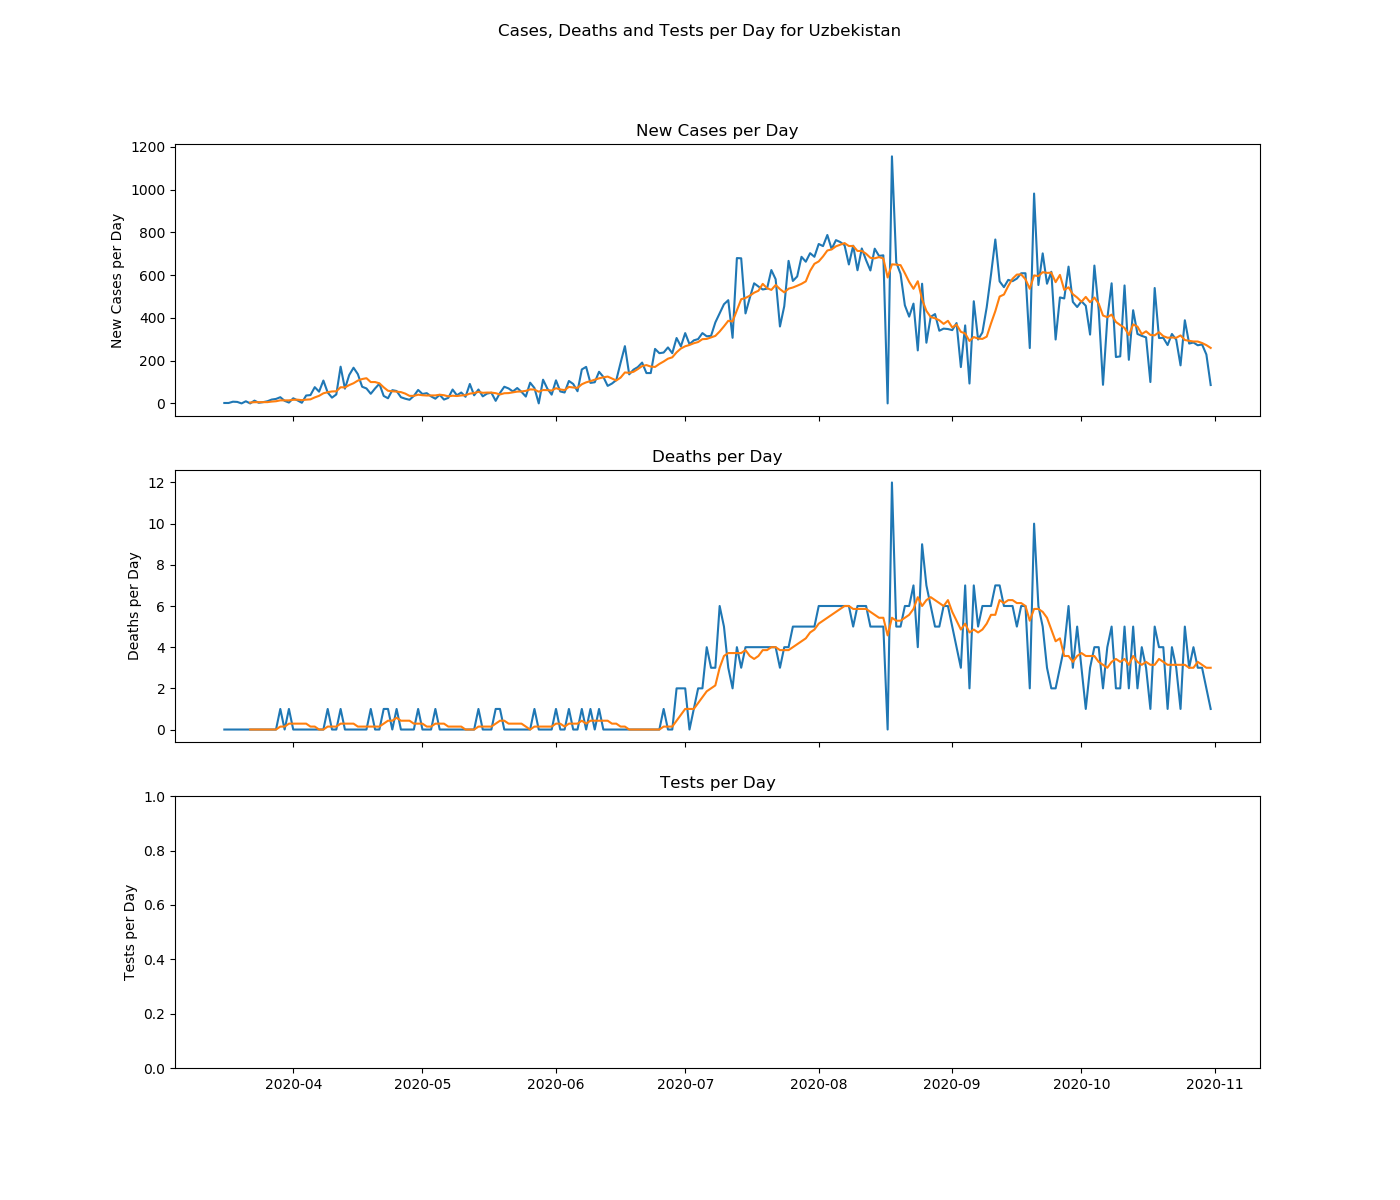 Cases, Deaths and Tests per Day for Uzbekistan
New Cases per Day
1200
1000
800
600
400
200
0
New Cases per Day
Deaths per Day
12
10
8
6
4
2
0
Deaths per Day
Tests per Day
1.0
0.8
0.6
0.4
0.2
0.0
Tests per Day
2020-04 2020-05 2020-06 2020-07 2020-08 2020-09 2020-10 2020-11